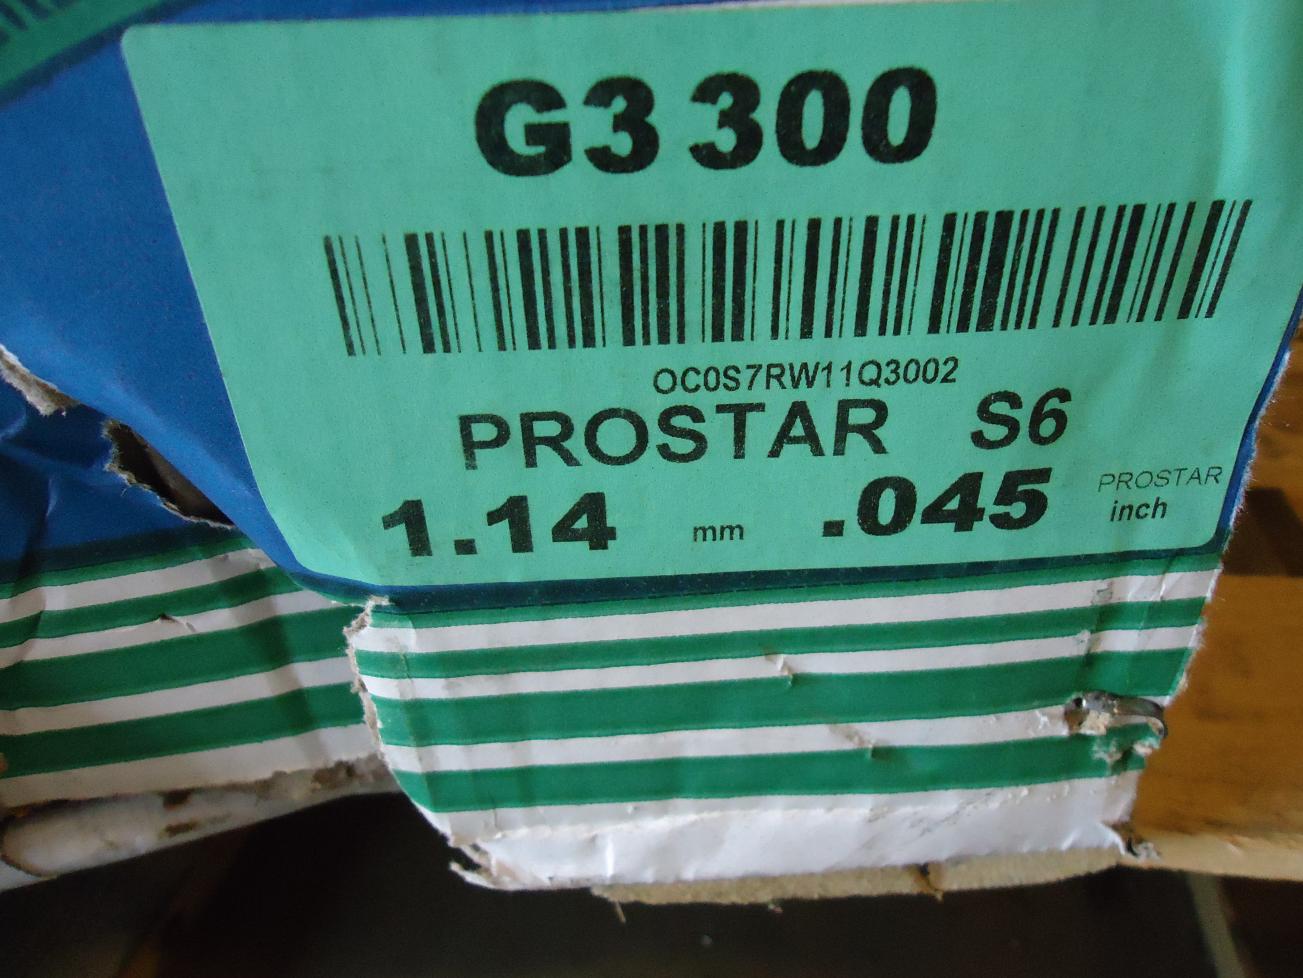 G3 300
OC0S7RW11Q3002
PROSTAR S6
1.14 mm .045 PROSTAR inch